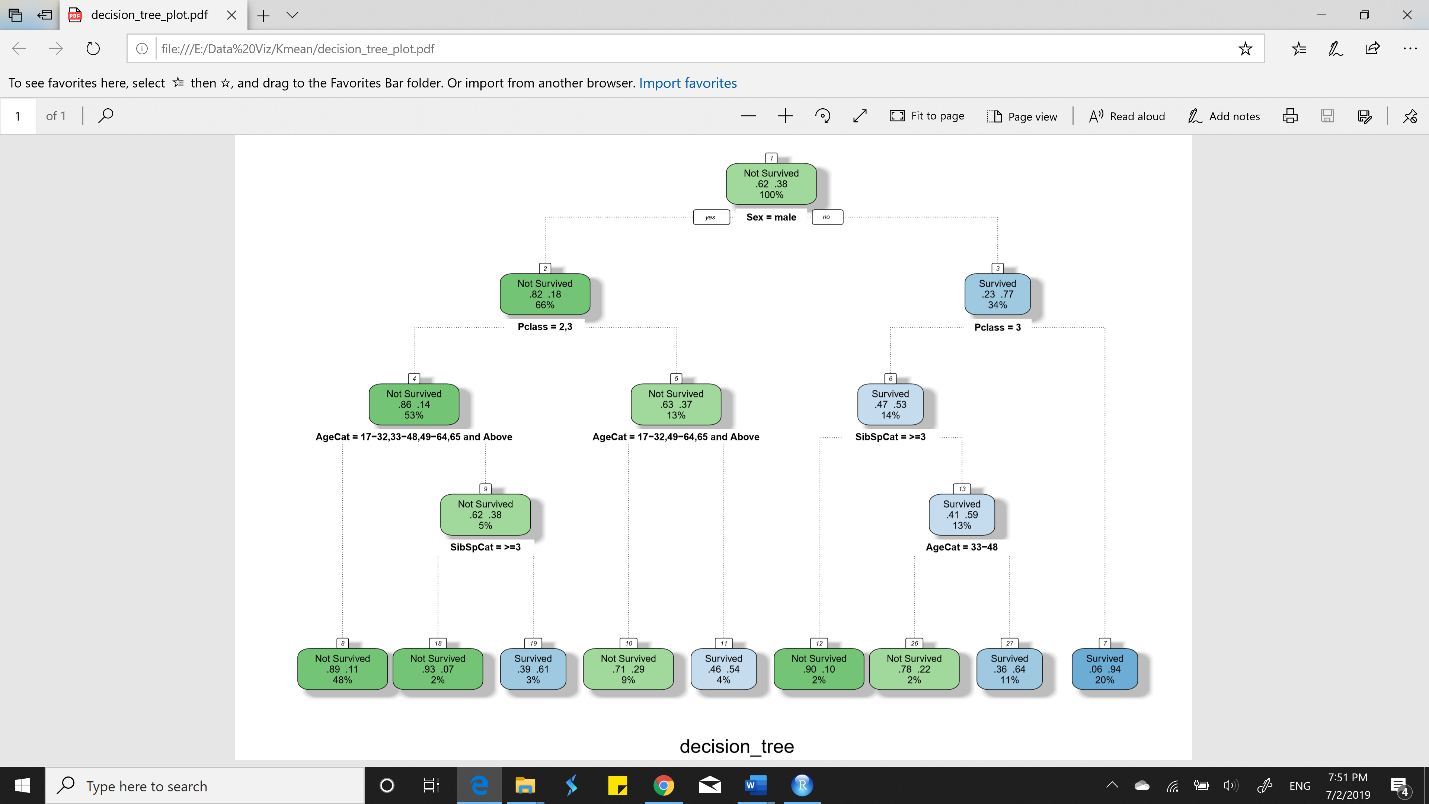 decision_tree_plot.pdf
file:///E:/Data%20Viz/Kmean/decision_tree_plot.pdf
To see favorites here, select then , and drag to the Favorites Bar folder. Or import from another browser. Import favorites
1 of 1 Fit to page Page view Read aloud Add notes
1
Not Survived
.62 .38
100%
yes Sex = male no
2
Not Survived
.82 .18
66%
Pclass = 2,3
3
Survived
.23 .77
34%
Pclass = 3
4
Not Survived
.86 .14
53%
AgeCat = 17-32,33-48,49-64,65 and Above
5
Not Survived
.63 .37
13%
AgeCat = 17-32,49-64,65 and Above
6
Survived
.47 .53
14%
SibSpCat = >=3
9
Not Survived
.62 .38
5%
SibSpCat = >=3
13
Survived
.41 .59
13%
AgeCat = 33-48
8
Not Survived
.89 .11
48%
18
Not Survived
.93 .07
2%
19
Survived
.39 .61
3%
10
Not Survived
.71 .29
9%
11
Survived
.46 .54
4%
12
Not Survived
.90 .10
2%
26
Not Survived
.78 .22
2%
27
Survived
.36 .64
11%
7
Survived
.06 .94
20%
decision_tree
Type here to search
ENG
7:51 PM
7/2/2019
4